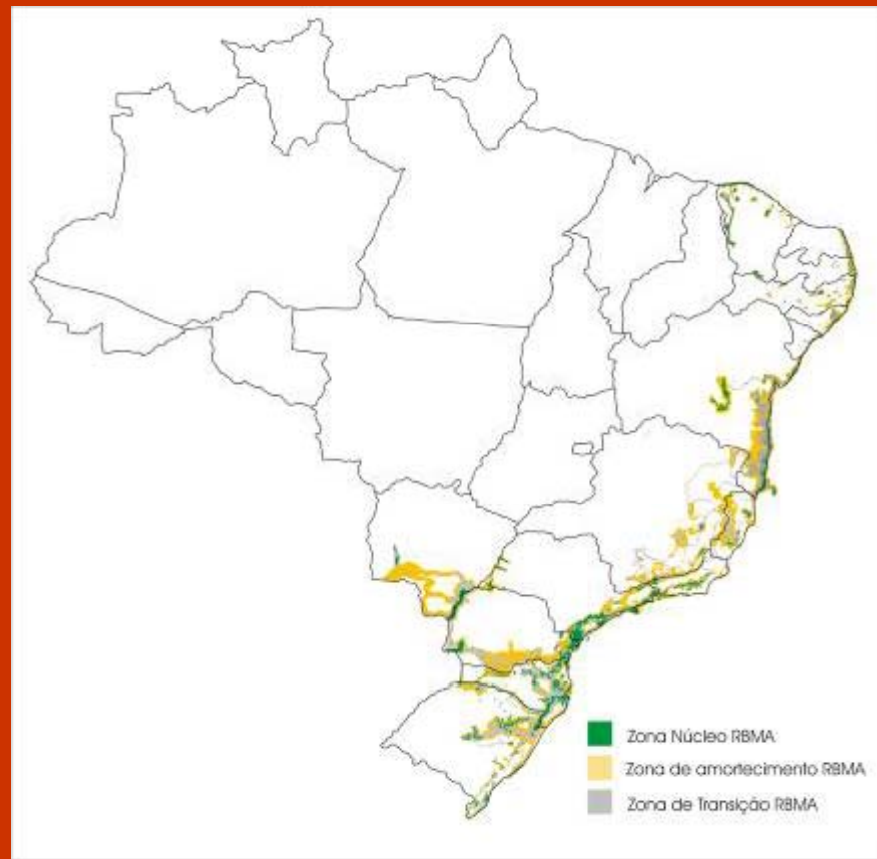 Zona Núcleo RBMA
Zona de amortecimento RBMA
Zona de Transição RBMA